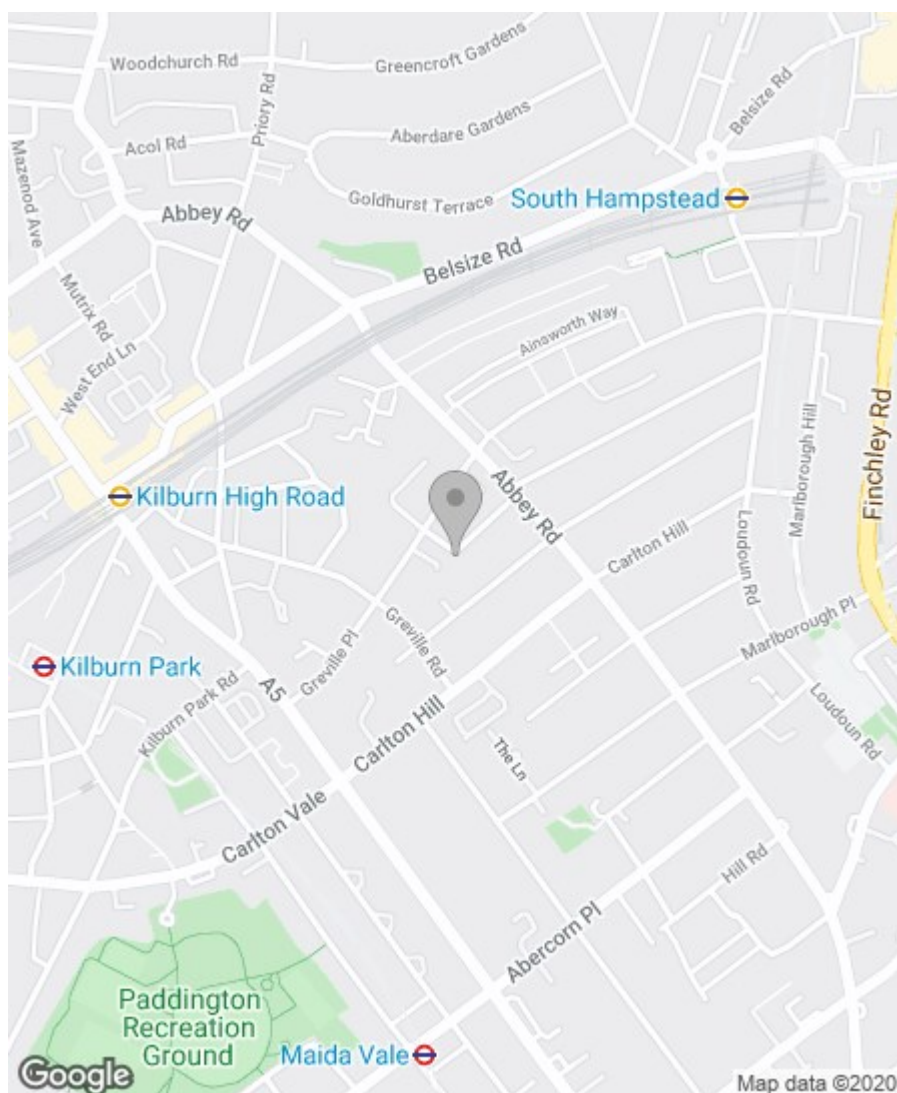 Woodchurch Rd
Greencroft Gardens
Priory Rd
Belsize Rd
Aberdare Gardens
Acol Rd
Mazenod Ave
Goldhurst Terrace
South Hampstead
Abbey Rd
Belsize Rd
Mutrix Rd
West End Ln
Ainsworth Way
Marlborough Hill
Finchley Rd
Kilburn High Road
Abbey Rd
Carlton Hill
Loudoun Rd
Marlborough Pl
Greville Pl
Greville Rd
Kilburn Park
Kilburn Park Rd
A5
Loudoun Rd
Carlton Hill
The Ln
Carlton Vale
Hill Rd
Abercorn Pl
Paddington
Recreation
Ground
Maida Vale
Google
Map data ©2020